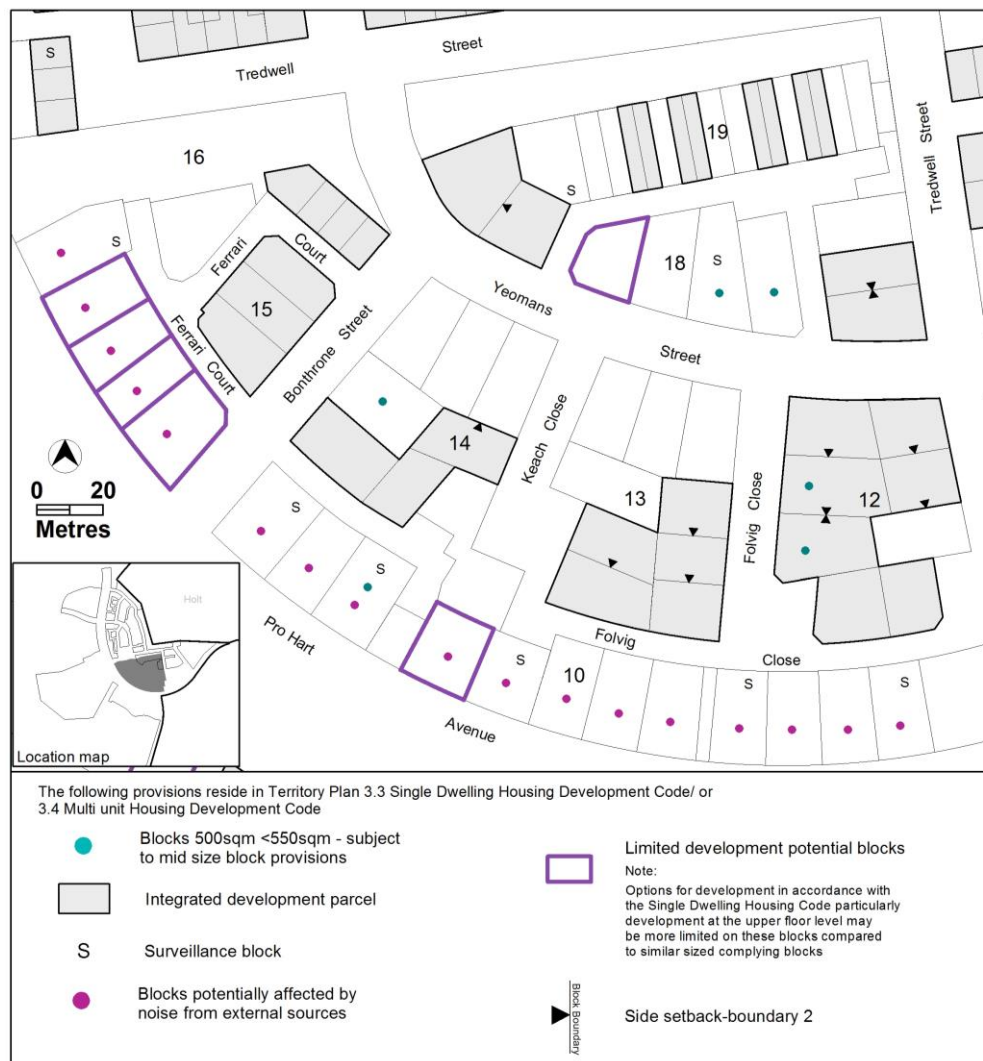 Street
Tredwell
S
Tredwell Street
16
19
S
S
Ferrari
Court
18
S
15
Yeomans
Ferrari Court
Bonthrone Street
Street
14
Keach Close
12
13
Folvig Close
0 20
Metres
S
S
Holt
Pro Hart
Folvig
Close
S
10
S
S
Avenue
Location map
The following provisions reside in Territory Plan 3.3 Single Dwelling Housing Development Code/ or
3.4 Multi unit Housing Development Code
Blocks 500sqm <550sqm - subject
to mid size block provisions
Integrated development parcel
S Surveillance block
Blocks potentially affected by
noise from external sources
Limited development potential blocks
Note:
Options for development in accordance with
the Single Dwelling Housing Code particularly
development at the upper floor level may
be more limited on these blocks compared
to similar sized complying blocks
Block Boundary
Side setback-boundary 2